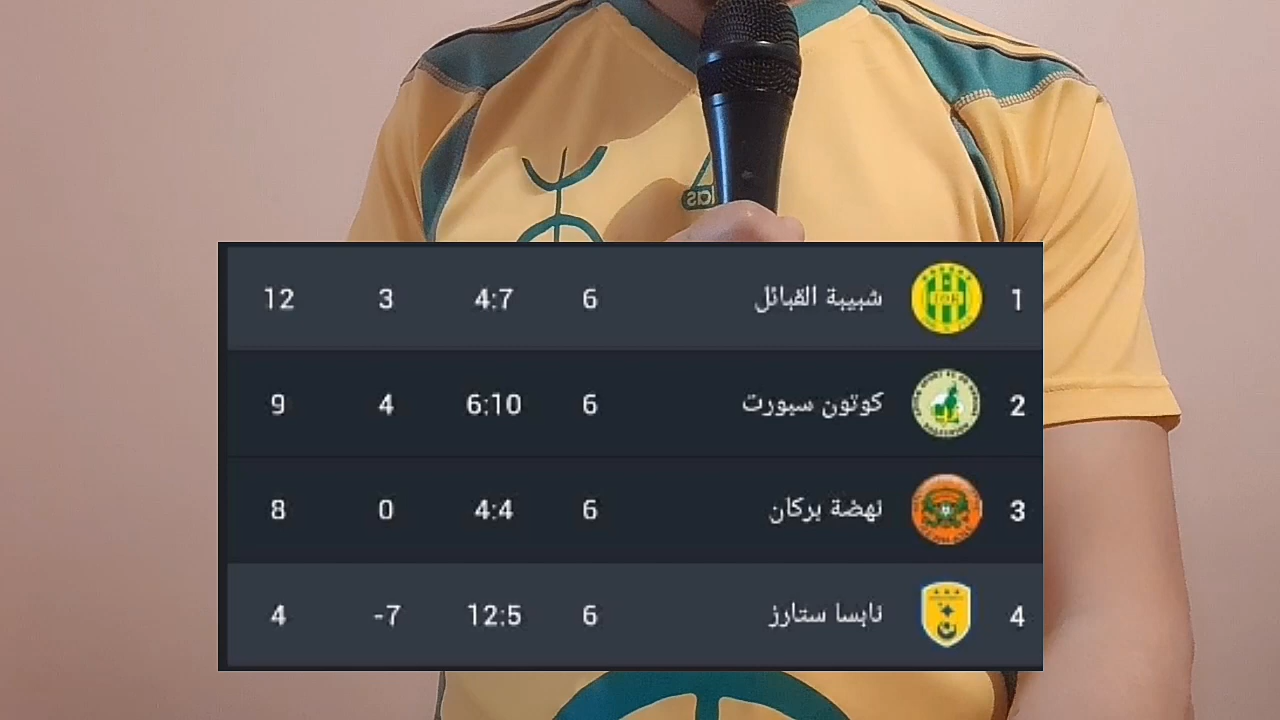 1 شبيبة القبائل 6 4:7 3 12
2 كوتون سبورت 6 6:10 4 9
3 نهضة بركان 6 4:4 0 8
4 نابسا ستارز 6 12:5 -7 4